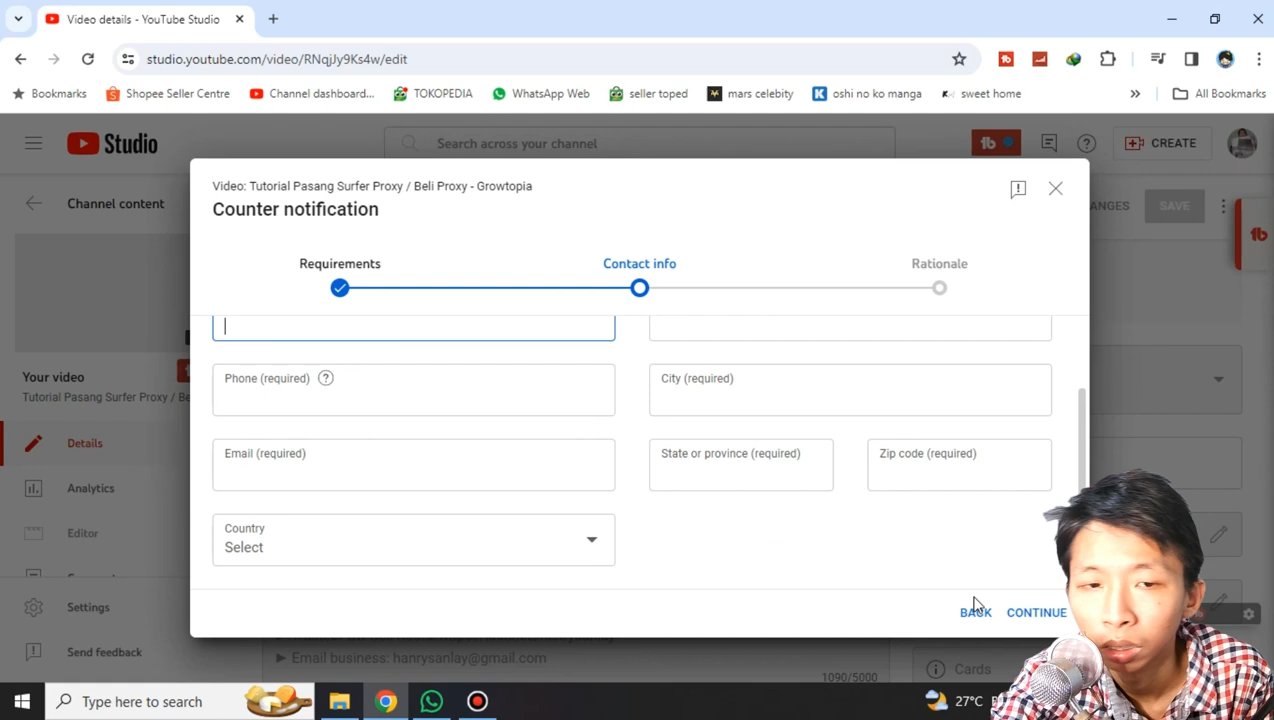 Video details - YouTube Studio
studio.youtube.com/video/RNqjJy9Ks4w/edit
Bookmarks Shopee Seller Centre Channel dashboard... TOKOPEDIA WhatsApp Web seller toped mars celebity oshi no ko manga sweet home All Bookmarks
Studio
Search across your channel
CREATE
Channel content
ANGES
SAVE
Your video
Tutorial Pasang Surfer Proxy / Be
Details
Analytics
Editor
Settings
Send feedback
Video: Tutorial Pasang Surfer Proxy / Beli Proxy - Growtopia
Counter notification
Requirements Contact info Rationale
Phone (required)
City (required)
Email (required)
State or province (required)
Zip code (required)
Country
Select
BACK CONTINUE
Email business: hanrysanlay@gmail.com
1090/5000
Cards
Type here to search
27°C